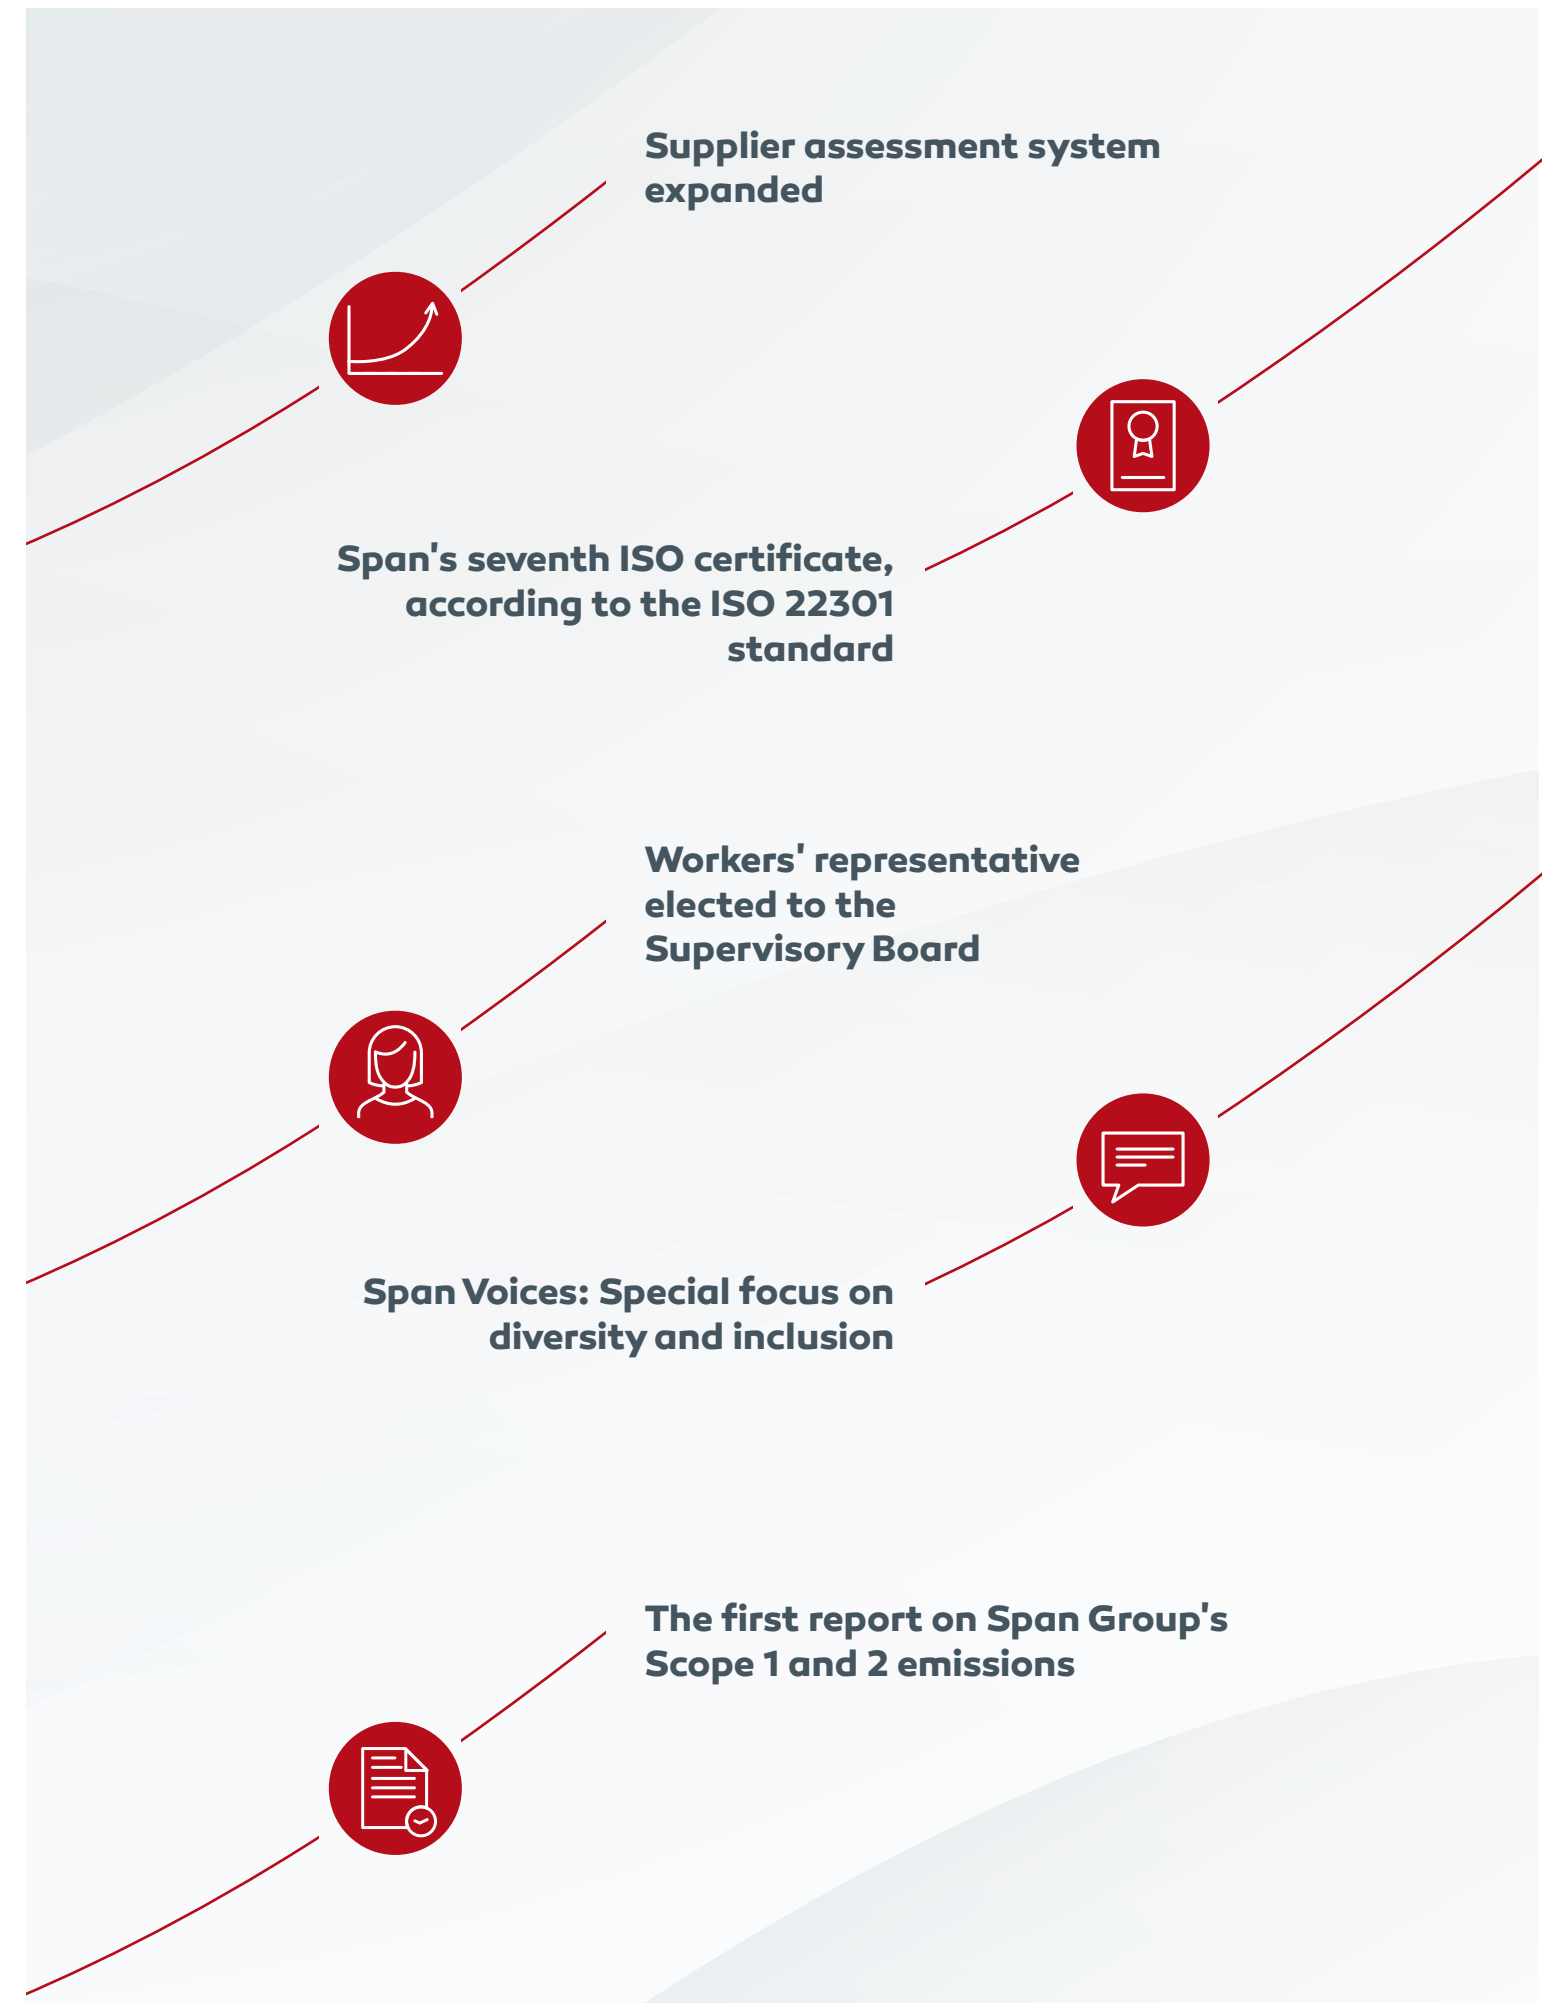 Supplier assessment system
expanded
Span's seventh ISO certificate,
according to the ISO 22301
standard
Workers' representative
elected to the
Supervisory Board
Span Voices: Special focus on
diversity and inclusion
The first report on Span Group's
Scope 1 and 2 emissions